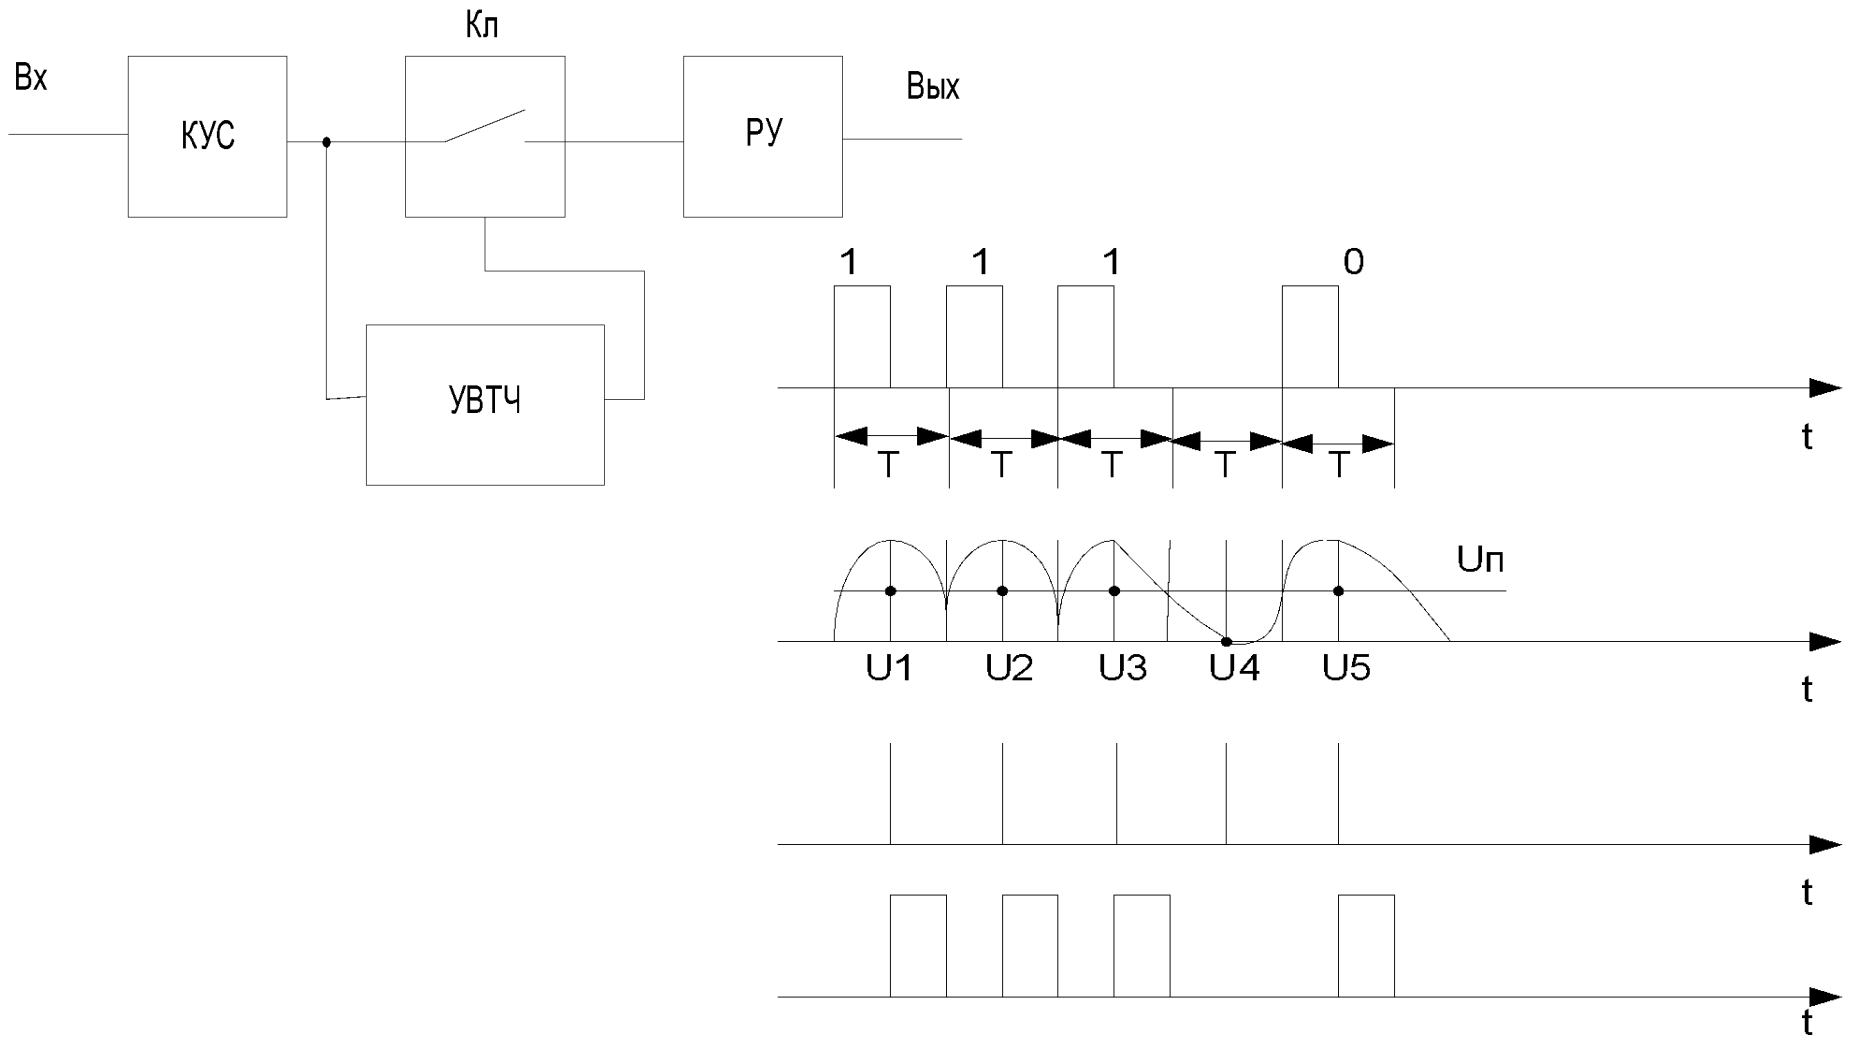 Кл
Вх
Вых
КУС
РУ
УВТЧ
1 1 1 0
t
T T T T T
Uп
U1 U2 U3 U4 U5
t
t
t